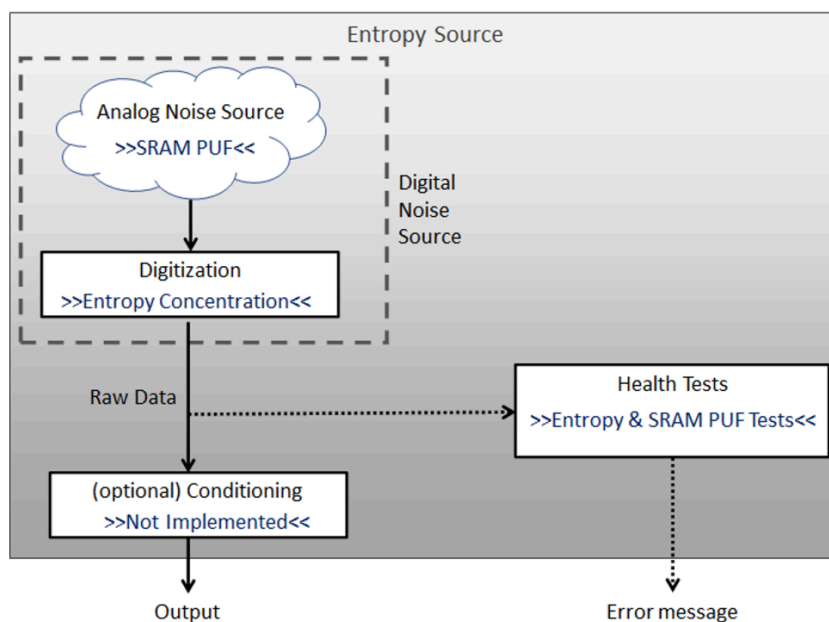 Entropy Source
Analog Noise Source
>>SRAM PUF<<
Digital
Noise
Source
Digitization
>>Entropy Concentration<<
Raw Data
Health Tests
>>Entropy & SRAM PUF Tests<<
(optional) Conditioning
>>Not Implemented<<
Output
Error message